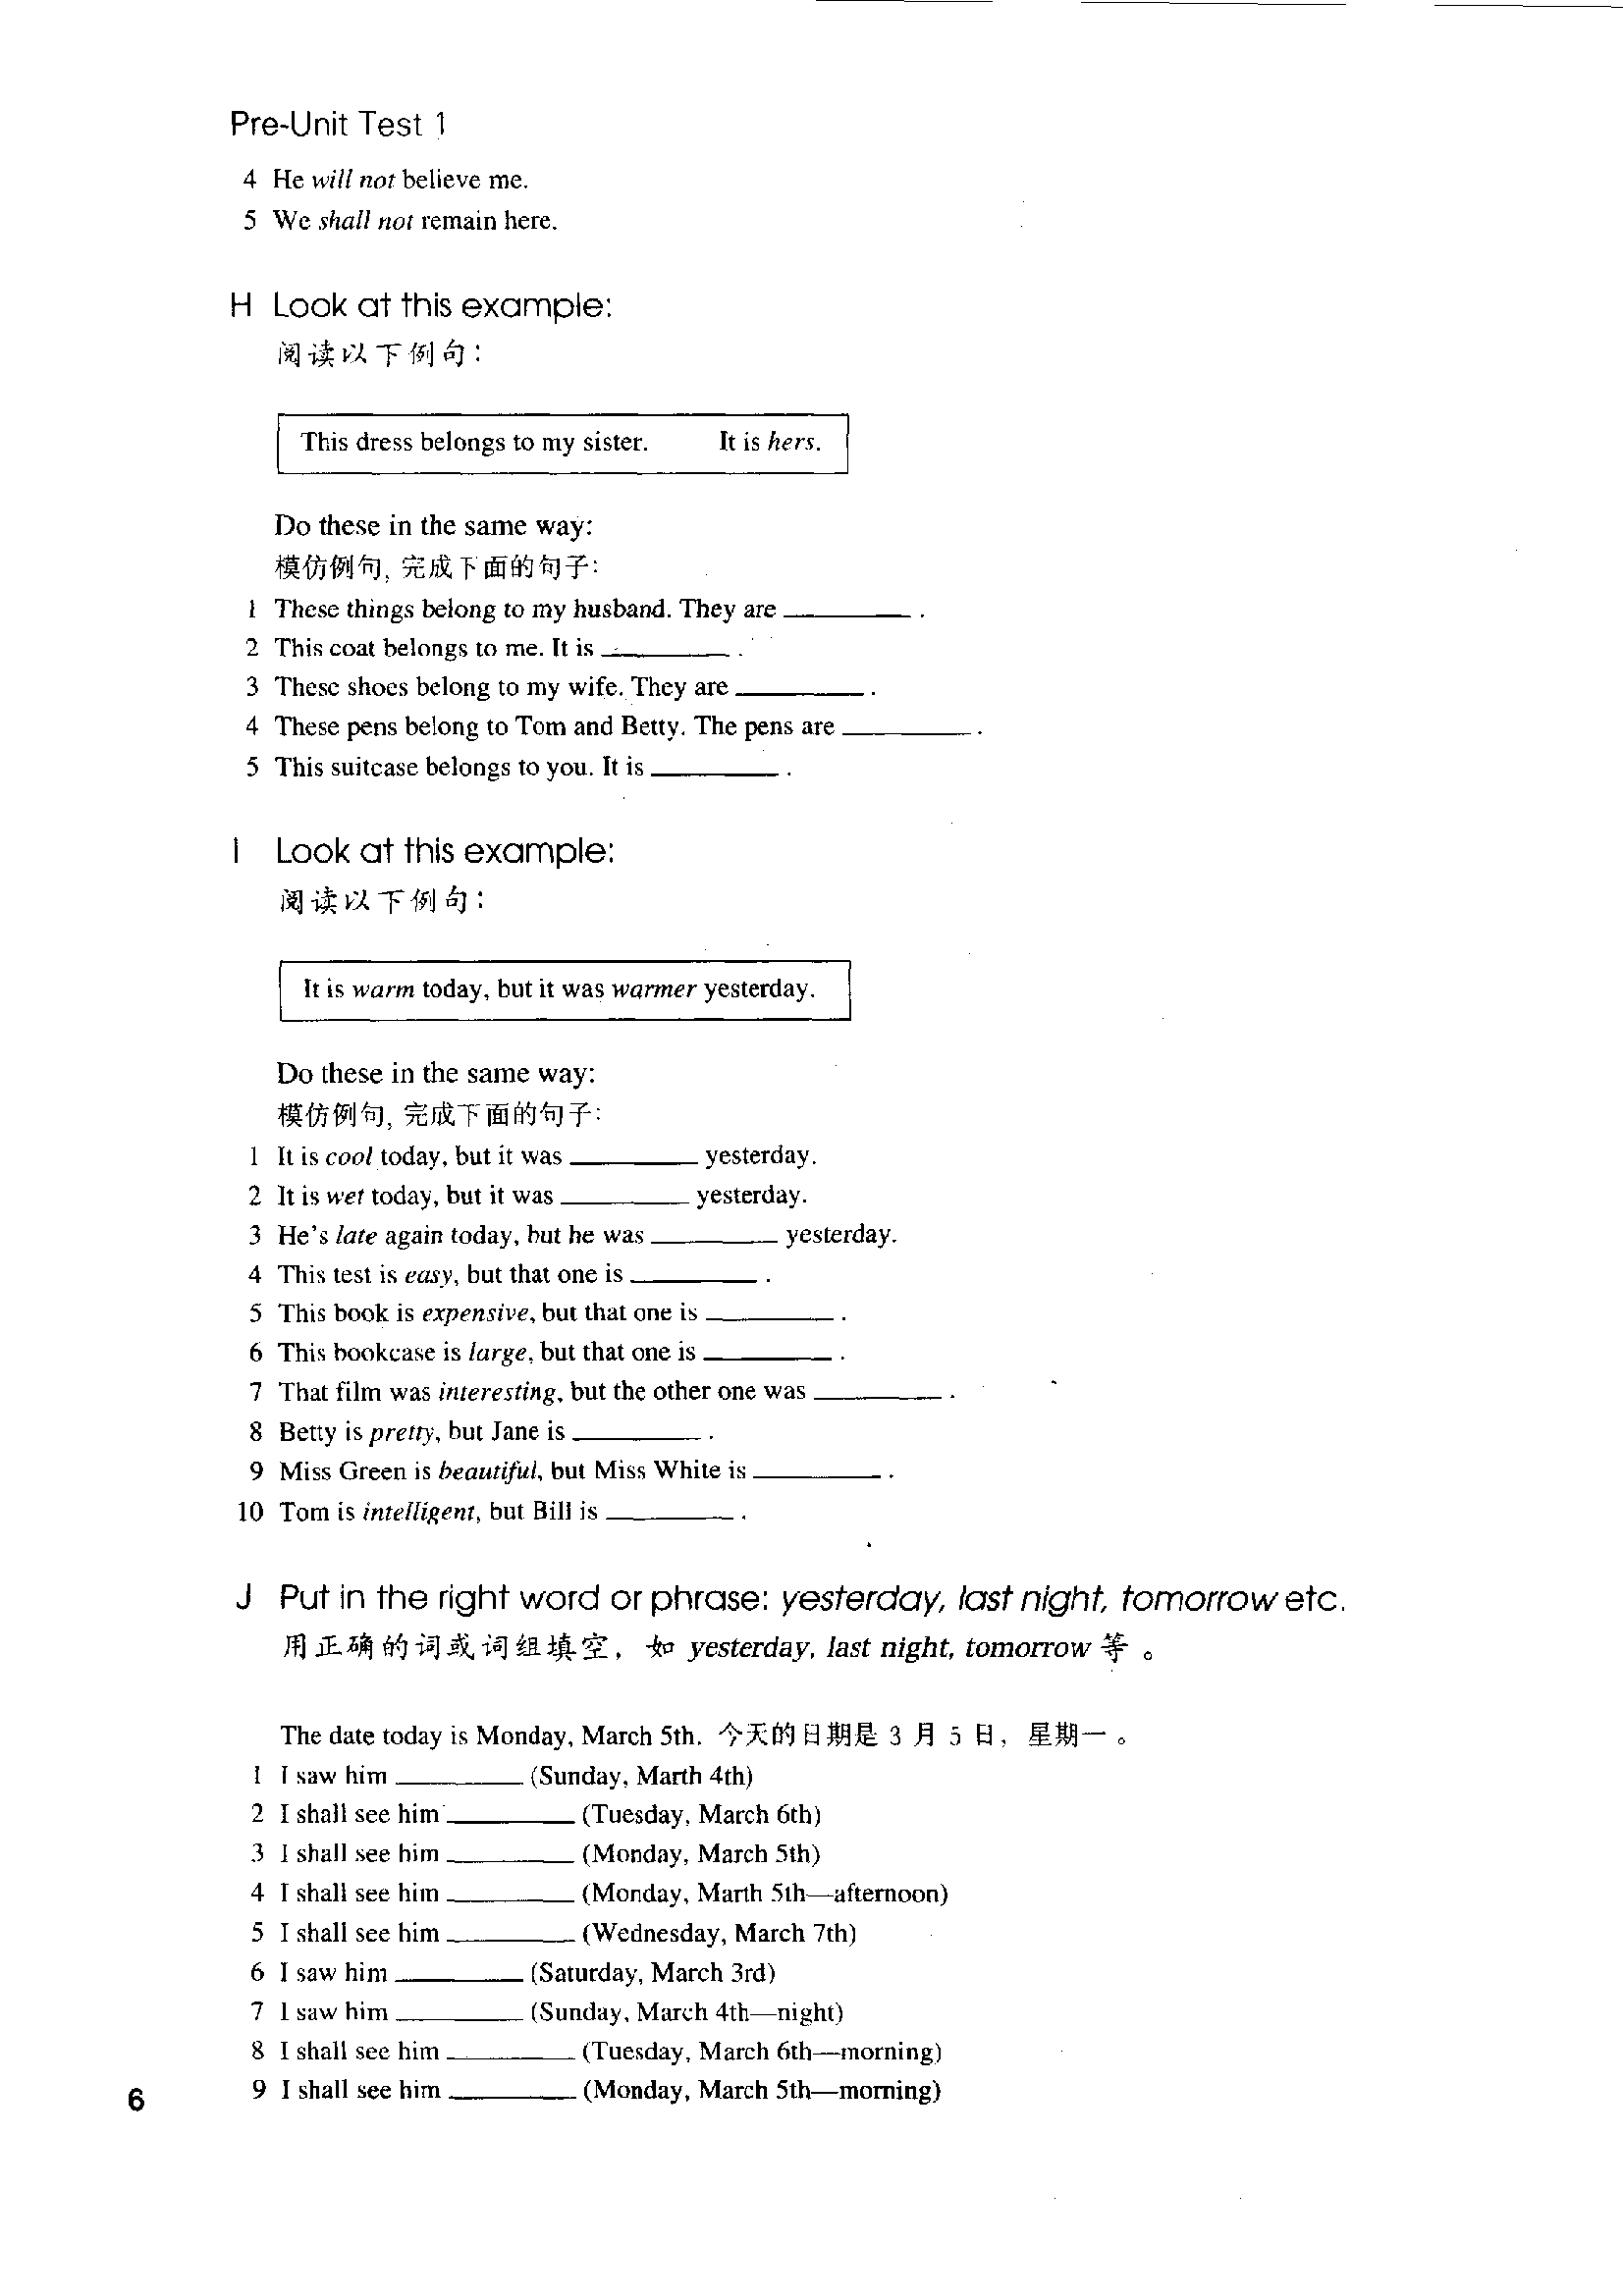 Pre-Unit Test 1
4 He will not believe me.
5 We shall not remain here.
H Look at this example:
阅读以下例句：
This dress belongs to my sister. It is hers.
Do these in the same way:
模仿例句, 完成下面的句子:
1 These things belong to my husband. They are ________ .
2 This coat belongs to me. It is ________ .
3 These shoes belong to my wife. They are ________ .
4 These pens belong to Tom and Betty. The pens are ________ .
5 This suitcase belongs to you. It is ________ .
I Look at this example:
阅读以下例句：
It is warm today, but it was warmer yesterday.
Do these in the same way:
模仿例句, 完成下面的句子:
1 It is cool today, but it was ________ yesterday.
2 It is wet today, but it was ________ yesterday.
3 He's late again today, but he was ________ yesterday.
4 This test is easy, but that one is ________ .
5 This book is expensive, but that one is ________ .
6 This bookcase is large, but that one is ________ .
7 That film was interesting, but the other one was ________ .
8 Betty is pretty, but Jane is ________ .
9 Miss Green is beautiful, but Miss White is ________ .
10 Tom is intelligent, but Bill is ________ .
J Put in the right word or phrase: yesterday, last night, tomorrow etc.
用正确的词或词组填空，如 yesterday, last night, tomorrow 等。
The date today is Monday, March 5th. 今天的日期是 3 月 5 日，星期一。
1 I saw him ________ (Sunday, Marth 4th)
2 I shall see him ________ (Tuesday, March 6th)
3 I shall see him ________ (Monday, March 5th)
4 I shall see him ________ (Monday, Marth 5th—afternoon)
5 I shall see him ________ (Wednesday, March 7th)
6 I saw him ________ (Saturday, March 3rd)
7 I saw him ________ (Sunday, March 4th—night)
8 I shall see him ________ (Tuesday, March 6th—morning)
9 I shall see him ________ (Monday, March 5th—morning)
6